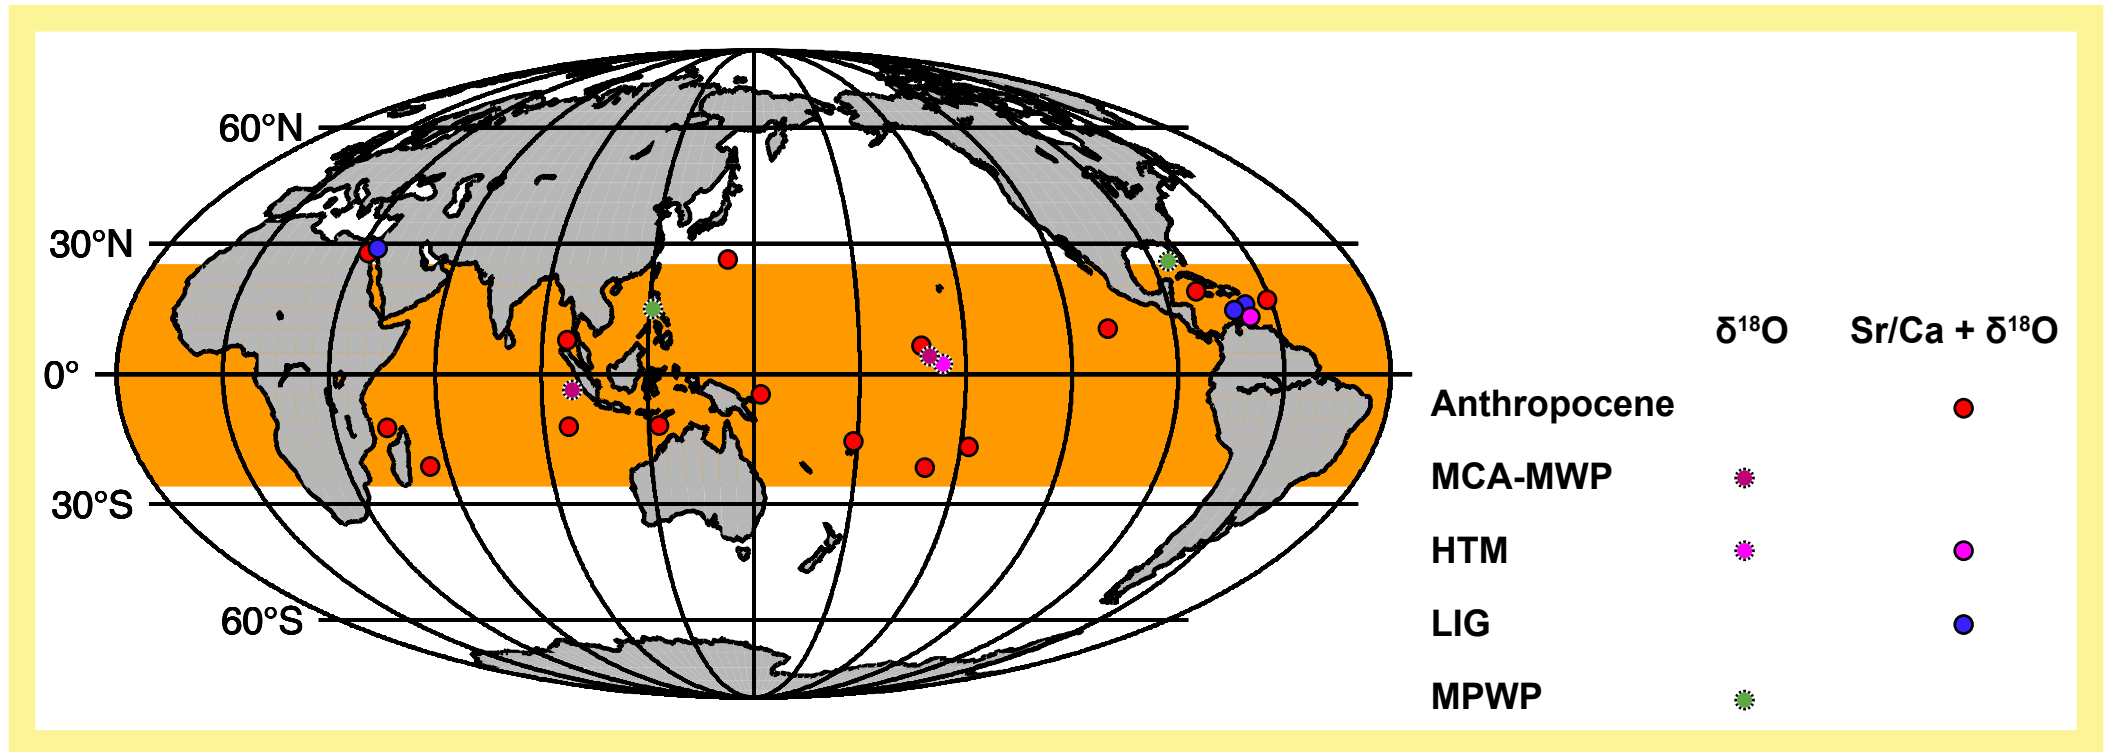 60°N
30°N
0°
30°S
60°S
δ¹⁸O Sr/Ca + δ¹⁸O
Anthropocene
MCA-MWP
HTM
LIG
MPWP